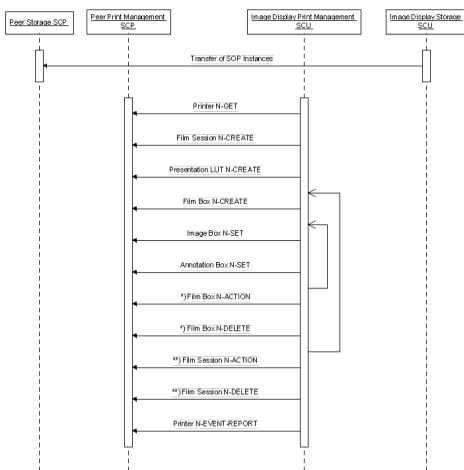 Peer Storage SCP
Peer Print Management
SCP
Image Display Print Management
SCU
Image Display Storage
SCU
Transfer of SOP Instances
Printer N-GET
Film Session N-CREATE
Presentation LUT N-CREATE
Film Box N-CREATE
Image Box N-SET
Annotation Box N-SET
*) Film Box N-ACTION
*) Film Box N-DELETE
**) Film Session N-ACTION
**) Film Session N-DELETE
Printer N-EVENT-REPORT